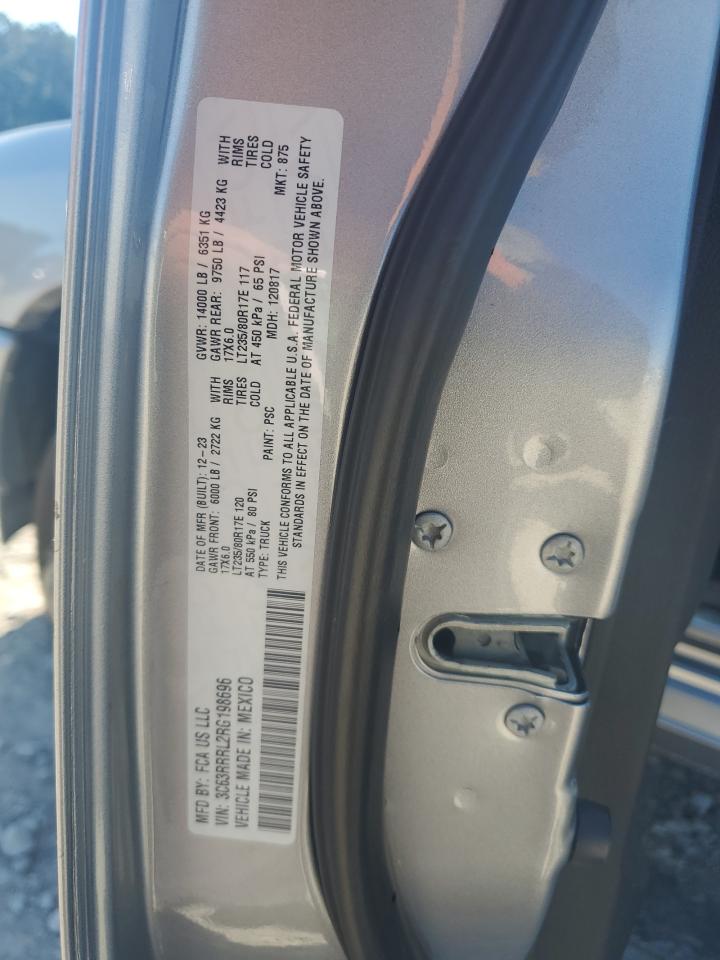 MFD BY: FCA US LLC
VIN: 3C63RRRL2RG198696
VEHICLE MADE IN: MEXICO
DATE OF MFR (BUILT): 12-23 GVWR: 14000 LB / 6351 KG
GAWR FRONT: 6000 LB / 2722 KG WITH GAWR REAR: 9750 LB / 4423 KG WITH
17X6.0 RIMS 17X6.0 RIMS
LT235/80R17E 120 TIRES LT235/80R17E 117 TIRES
AT 550 kPa / 80 PSI COLD AT 450 kPa / 65 PSI COLD
TYPE: TRUCK PAINT: PSC MDH: 120817 MKT: 875
THIS VEHICLE CONFORMS TO ALL APPLICABLE U.S.A. FEDERAL MOTOR VEHICLE SAFETY
STANDARDS IN EFFECT ON THE DATE OF MANUFACTURE SHOWN ABOVE.